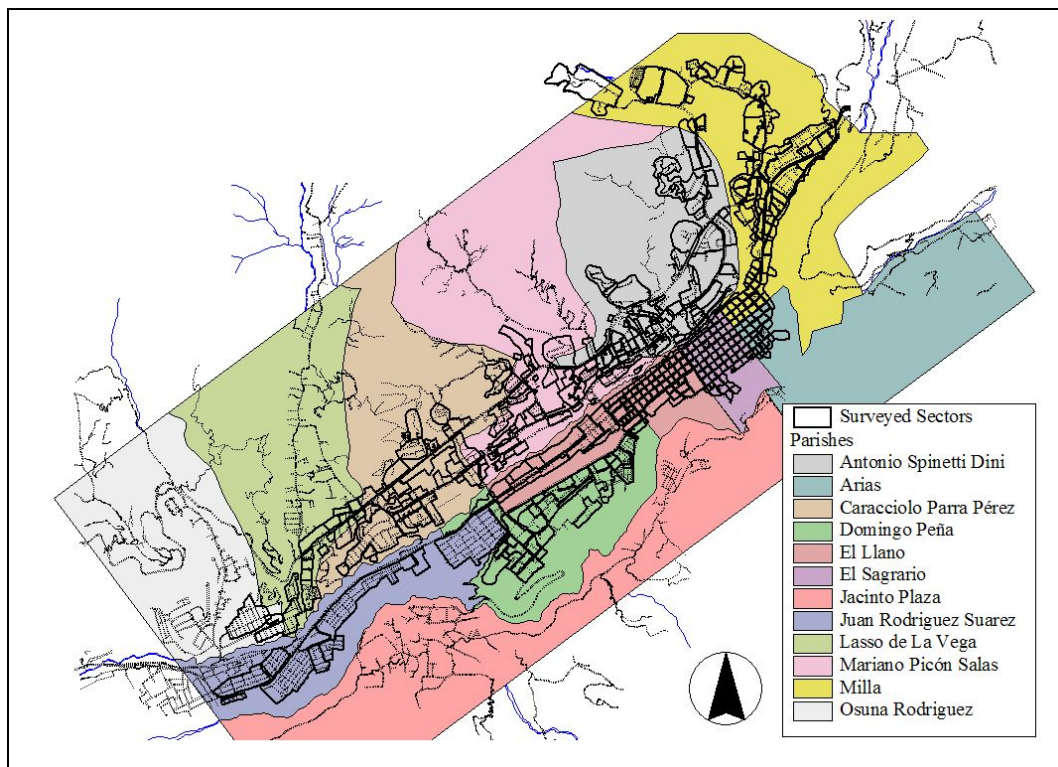 Surveyed Sectors
Parishes
Antonio Spinetti Dini
Arias
Caracciolo Parra Pérez
Domingo Peña
El Llano
El Sagrario
Jacinto Plaza
Juan Rodriguez Suarez
Lasso de La Vega
Mariano Picón Salas
Milla
Osuna Rodriguez